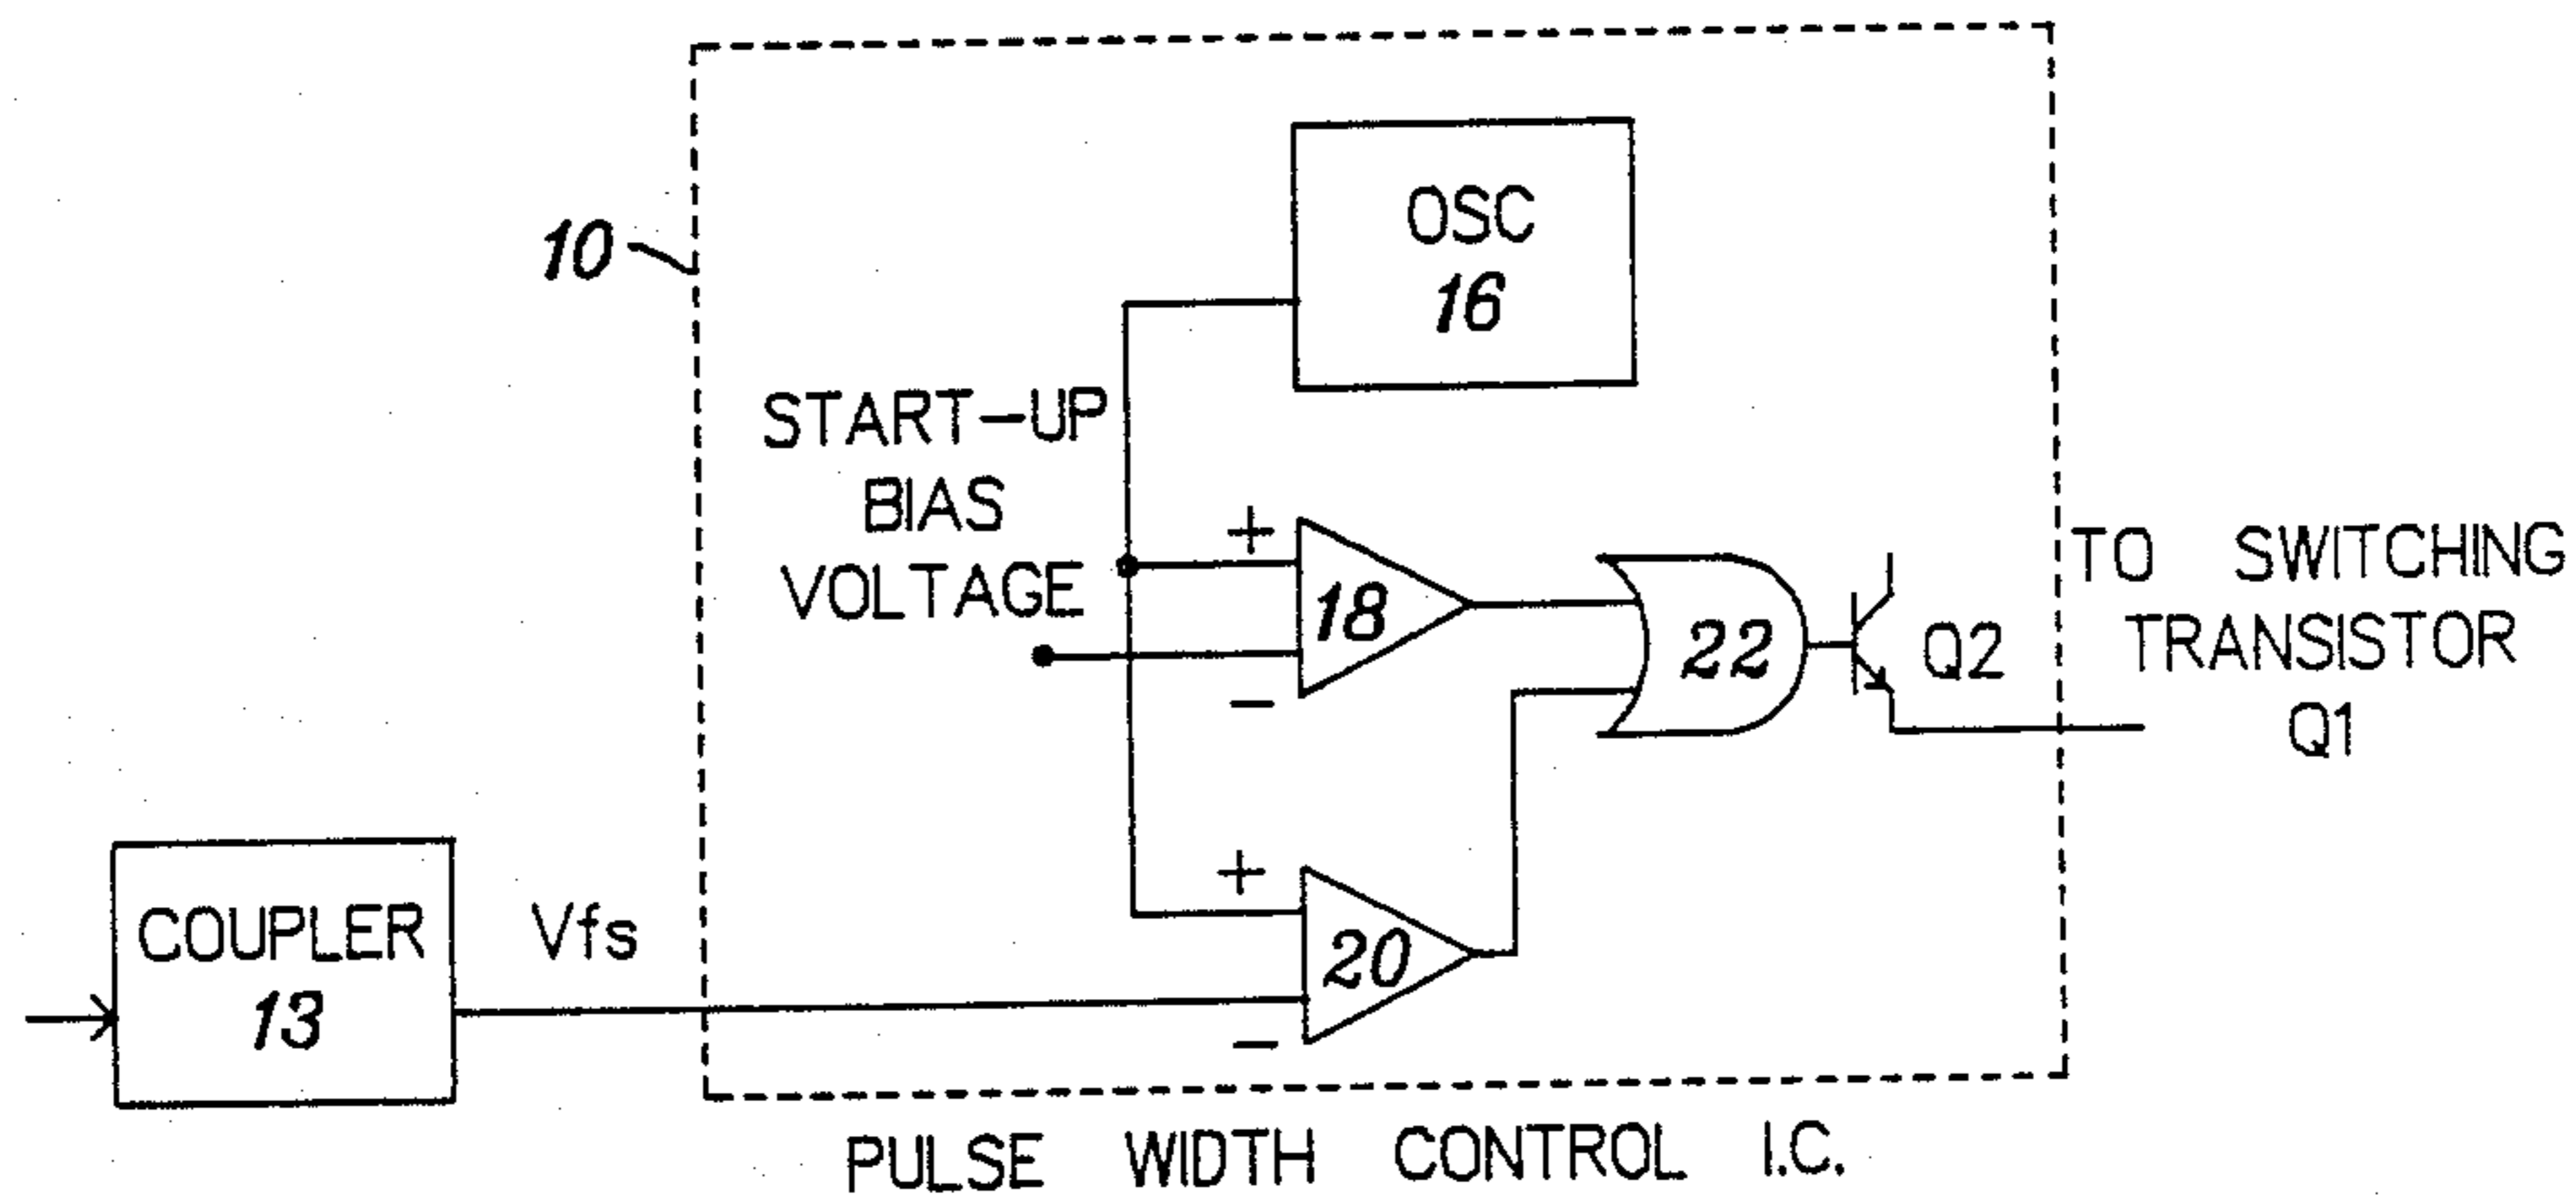 OSC
16
10
START-UP
BIAS
VOLTAGE
+
18
-
22
Q2
TO SWITCHING
TRANSISTOR
Q1
+
20
-
COUPLER
13
Vfs
PULSE WIDTH CONTROL I.C.